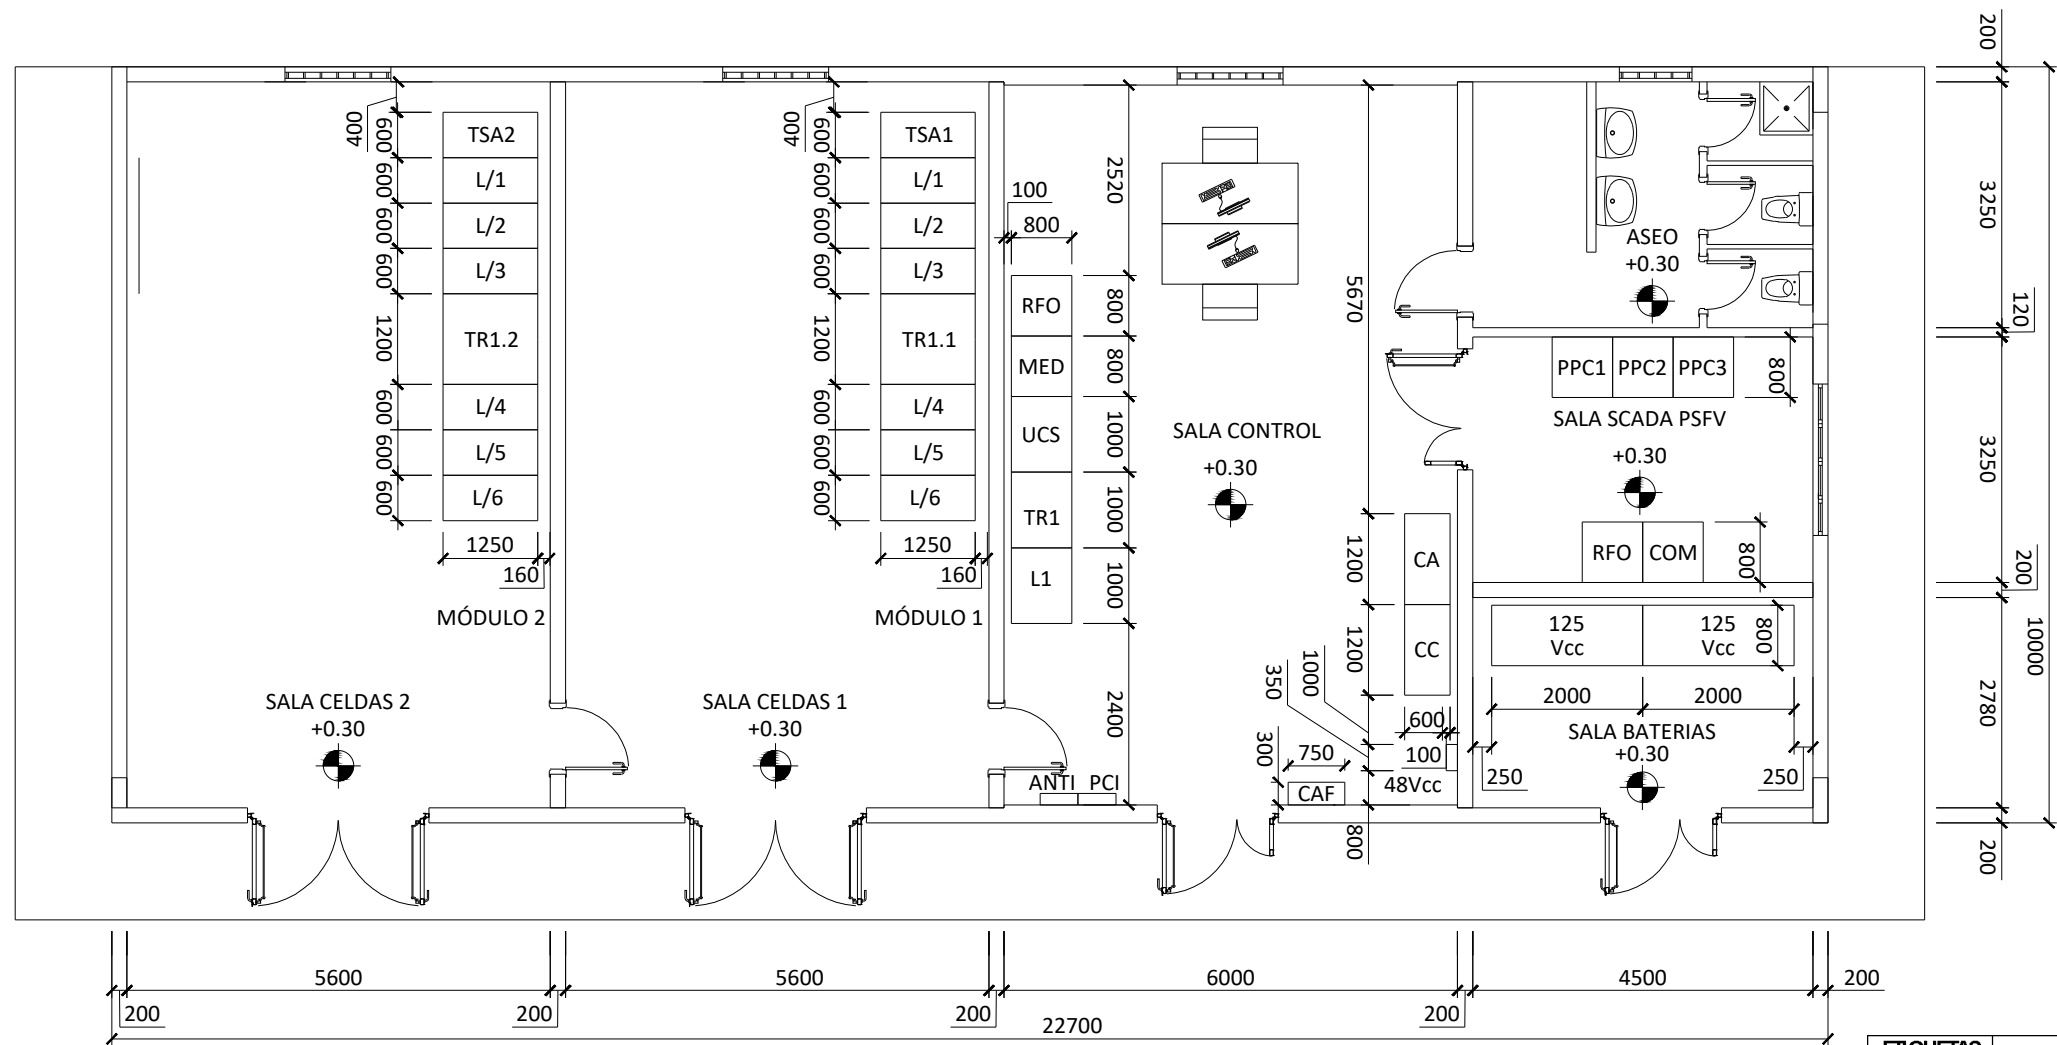 200
400
600
600
600
600
1200
600
600
600
TSA2
L/1
L/2
L/3
TR1.2
L/4
L/5
L/6
1250
160
MÓDULO 2
SALA CELDAS 2
+0.30
400
600
600
600
600
1200
600
600
600
TSA1
L/1
L/2
L/3
TR1.1
L/4
L/5
L/6
1250
160
MÓDULO 1
SALA CELDAS 1
+0.30
100
800
RFO
MED
UCS
TR1
L1
2520
800
800
1000
1000
1000
2400
ANTI PCI
SALA CONTROL
+0.30
5670
1200
1200
1000
350
CA
CC
600
100
48Vcc
300
750
CAF
800
ASEO
+0.30
PPC1 PPC2 PPC3
800
SALA SCADA PSFV
+0.30
RFO COM
800
125
Vcc
125
Vcc
800
2000 2000
SALA BATERIAS
+0.30
250
250
3250
120
3250
200
2780
10000
200
5600 5600 6000 4500 200
200 200 200 200
22700
ETIQUETAS